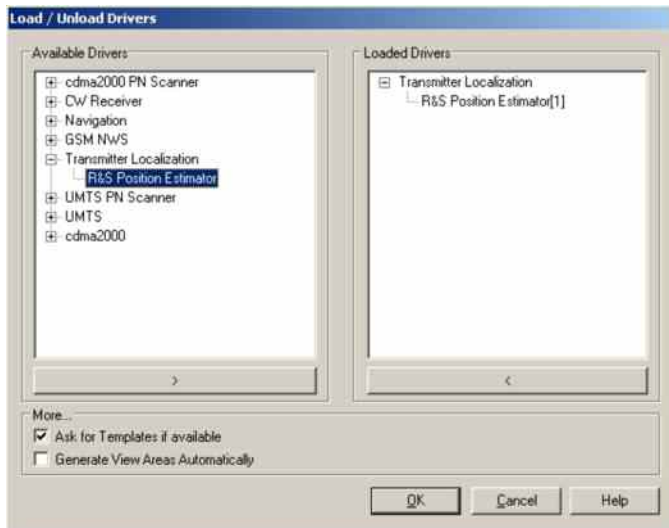 Load / Unload Drivers
Available Drivers
cdma2000 PN Scanner
CW Receiver
Navigation
GSM NWS
Transmitter Localization
R&S Position Estimator
UMTS PN Scanner
UMTS
cdma2000
>
Loaded Drivers
Transmitter Localization
R&S Position Estimator[1]
<
More...
Ask for Templates if available
Generate View Areas Automatically
OK
Cancel
Help